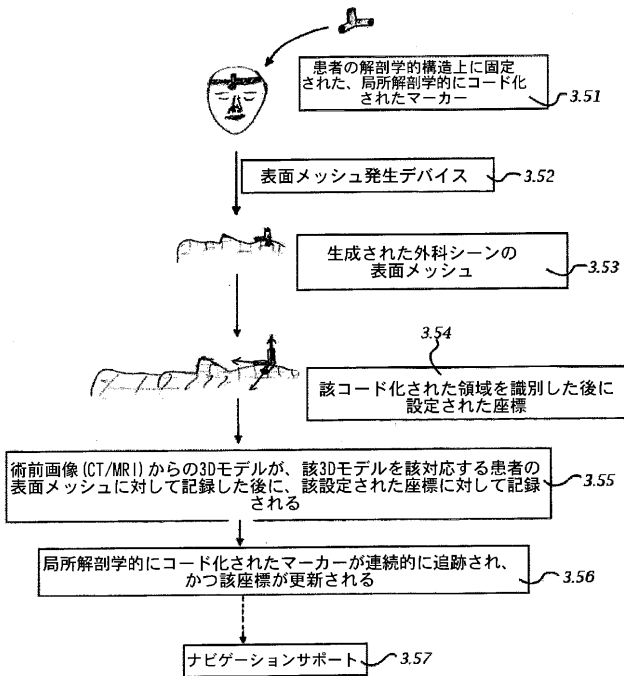 患者の解剖学的構造上に固定
された、局所解剖学的にコード化
されたマーカー
3.51
表面メッシュ発生デバイス
3.52
生成された外科シーンの
表面メッシュ
3.53
3.54
該コード化された領域を識別した後に
設定された座標
術前画像(CT/MRI)からの3Dモデルが、該3Dモデルを該対応する患者の
表面メッシュに対して記録した後に、該設定された座標に対して記録
される
3.55
局所解剖学的にコード化されたマーカーが連続的に追跡され、
かつ該座標が更新される
3.56
ナビゲーションサポート
3.57